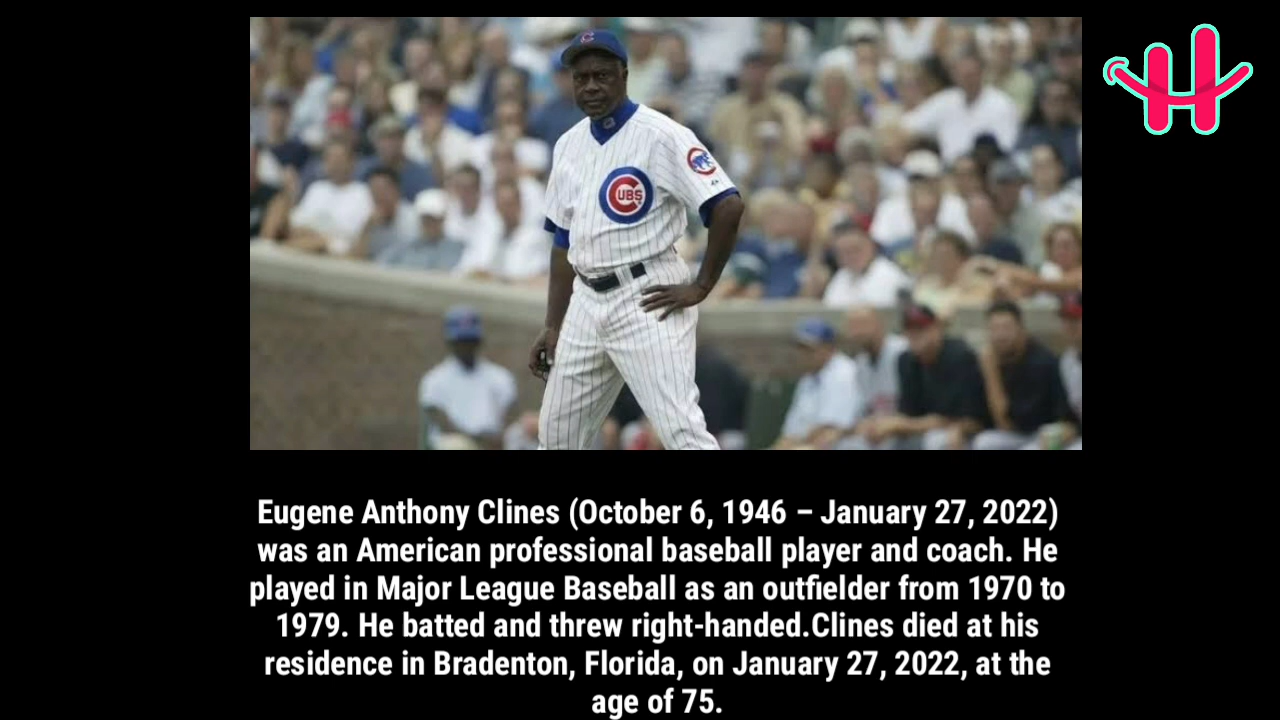 C
UBS
Eugene Anthony Clines (October 6, 1946 – January 27, 2022)
was an American professional baseball player and coach. He
played in Major League Baseball as an outfielder from 1970 to
1979. He batted and threw right-handed.Clines died at his
residence in Bradenton, Florida, on January 27, 2022, at the
age of 75.